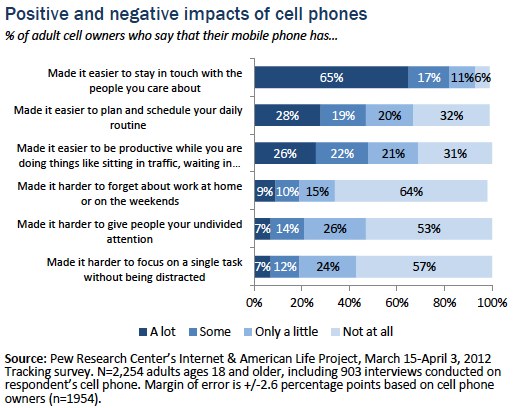 Positive and negative impacts of cell phones
% of adult cell owners who say that their mobile phone has...
Made it easier to stay in touch with the
people you care about
65% 17% 11% 6%
Made it easier to plan and schedule your daily
routine
28% 19% 20% 32%
Made it easier to be productive while you are
doing things like sitting in traffic, waiting in...
26% 22% 21% 31%
Made it harder to forget about work at home
or on the weekends
9% 10% 15% 64%
Made it harder to give people your undivided
attention
7% 14% 26% 53%
Made it harder to focus on a single task
without being distracted
7% 12% 24% 57%
0% 20% 40% 60% 80% 100%
A lot Some Only a little Not at all
Source: Pew Research Center's Internet & American Life Project, March 15-April 3, 2012
Tracking survey. N=2,254 adults ages 18 and older, including 903 interviews conducted on
respondent's cell phone. Margin of error is +/-2.6 percentage points based on cell phone
owners (n=1954).